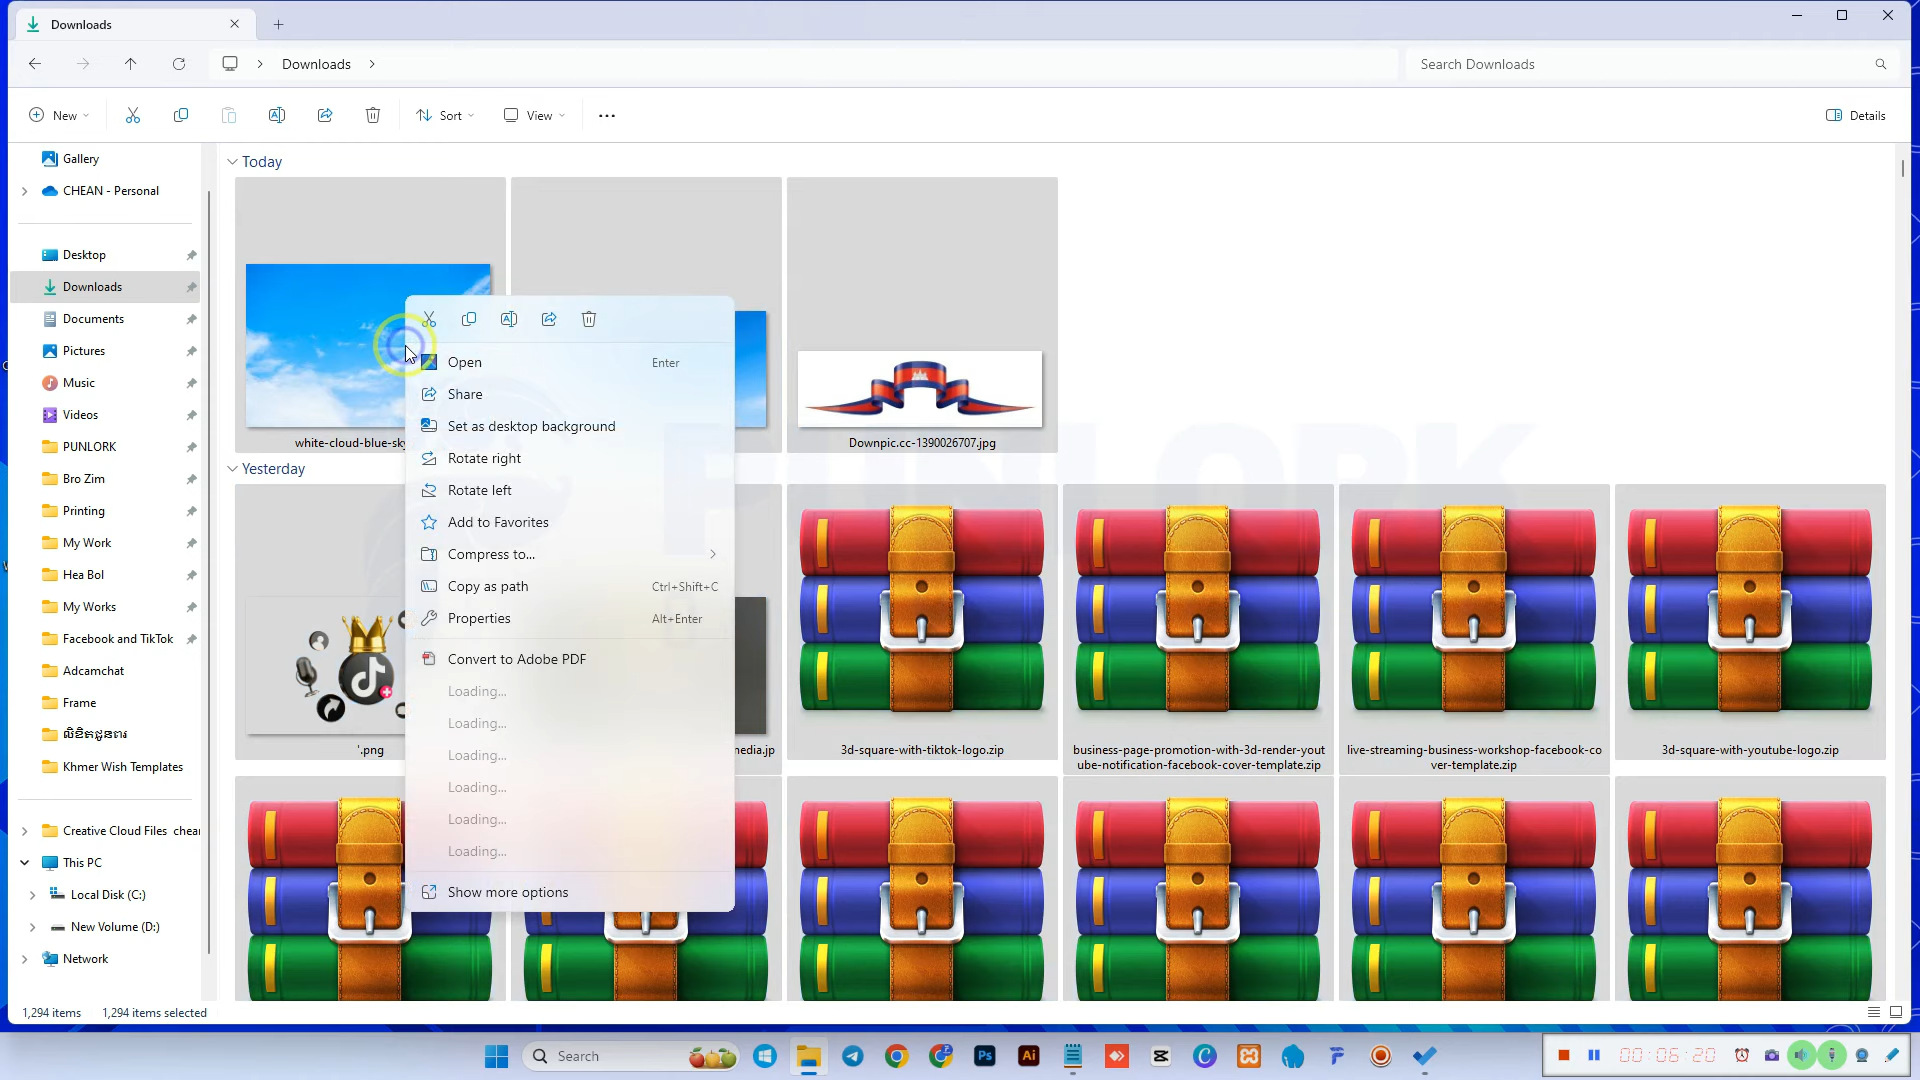 Downloads
Downloads
Search Downloads
New
Sort
View
Details
Gallery
CHEAN - Personal
Desktop
Downloads
Documents
Pictures
Music
Videos
PUNLORK
Bro Zim
Printing
My Work
Hea Bol
My Works
Facebook and TikTok
Adcamchat
Frame
Khmer Wish Templates
Creative Cloud Files
This PC
Local Disk (C:)
New Volume (D:)
Network
Today
white-cloud-blue-sky
Downpic.cc-1390026707.jpg
Yesterday
'.png
3d-square-with-tiktok-logo.zip
business-page-promotion-with-3d-render-yout
ube-notification-facebook-cover-template.zip
live-streaming-business-workshop-facebook-co
ver-template.zip
3d-square-with-youtube-logo.zip
Open Enter
Share
Set as desktop background
Rotate right
Rotate left
Add to Favorites
Compress to...
Copy as path Ctrl+Shift+C
Properties Alt+Enter
Convert to Adobe PDF
Loading...
Loading...
Loading...
Loading...
Loading...
Loading...
Show more options
PUNLORK
1,294 items 1,294 items selected
Search
Ps
Ai
00:06:20